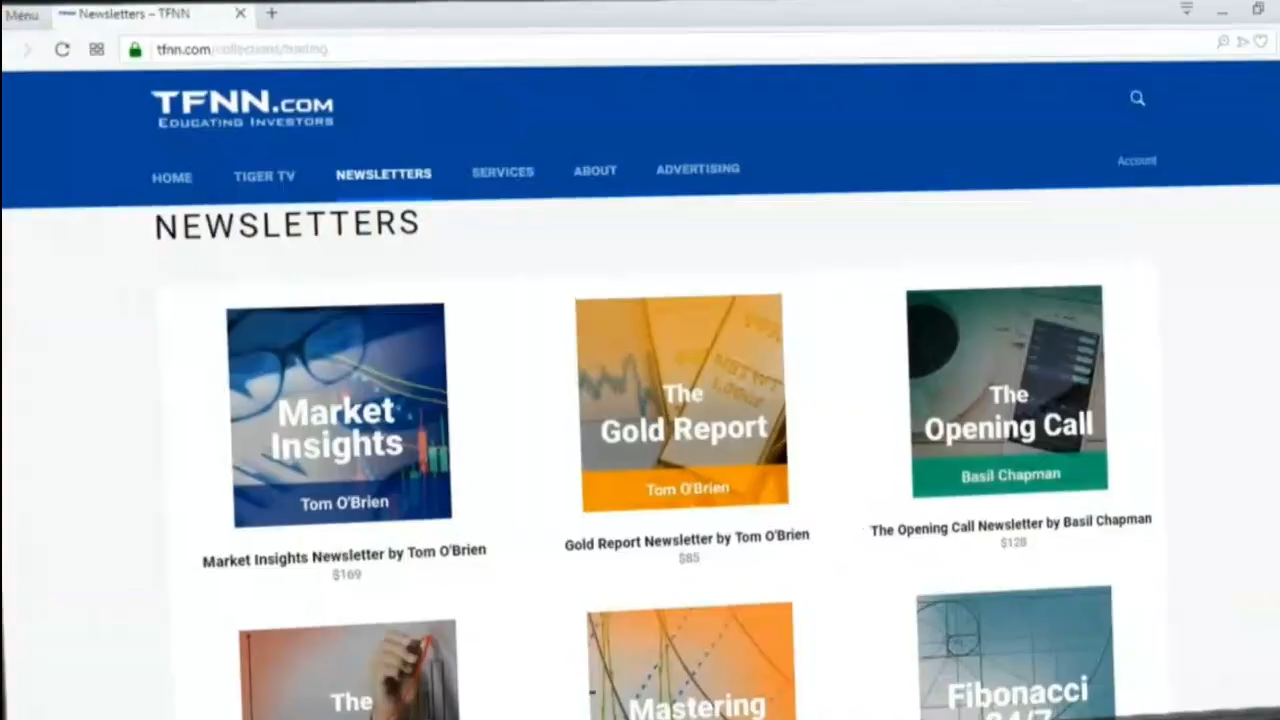 Menu
Newsletters – TFNN
tfnn.com
TFNN.COM
EDUCATING INVESTORS
Account
HOME TIGER TV NEWSLETTERS SERVICES ABOUT ADVERTISING
NEWSLETTERS
Market
Insights
Tom O'Brien
Market Insights Newsletter by Tom O'Brien
$169
The
Gold Report
Tom O'Brien
Gold Report Newsletter by Tom O'Brien
$85
The
Opening Call
Basil Chapman
The Opening Call Newsletter by Basil Chapman
$128
The
Mastering
Fibonacci
24/7